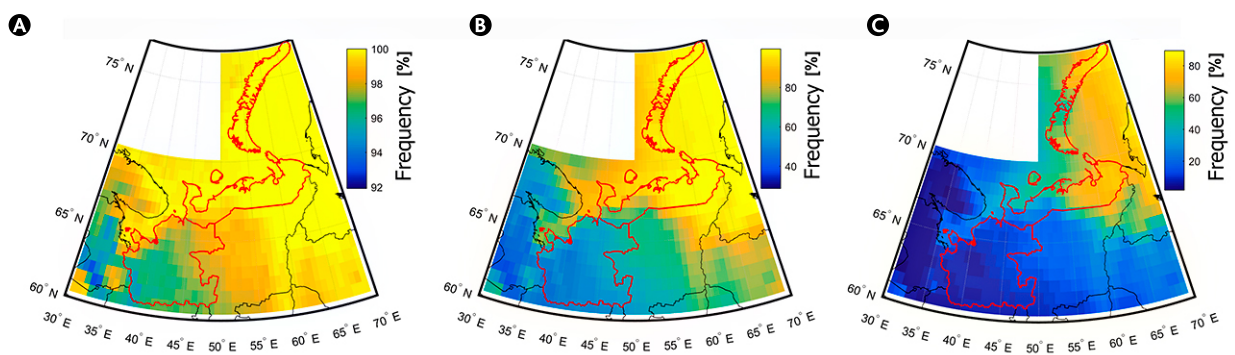 A
75° N
70° N
65° N
60° N
30° E
35° E
40° E
45° E
50° E
55° E
60° E
65° E
70° E
100
98
96
94
92
Frequency [%]
B
75° N
70° N
65° N
60° N
30° E
35° E
40° E
45° E
50° E
55° E
60° E
65° E
70° E
80
60
40
Frequency [%]
C
75° N
70° N
65° N
60° N
30° E
35° E
40° E
45° E
50° E
55° E
60° E
65° E
70° E
80
60
40
20
Frequency [%]